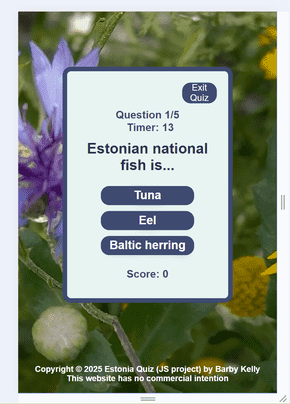 Exit
Quiz
Question 1/5
Timer: 13
Estonian national
fish is...
Tuna
Eel
Baltic herring
Score: 0
Copyright © 2025 Estonia Quiz (JS project) by Barby Kelly
This website has no commercial intention